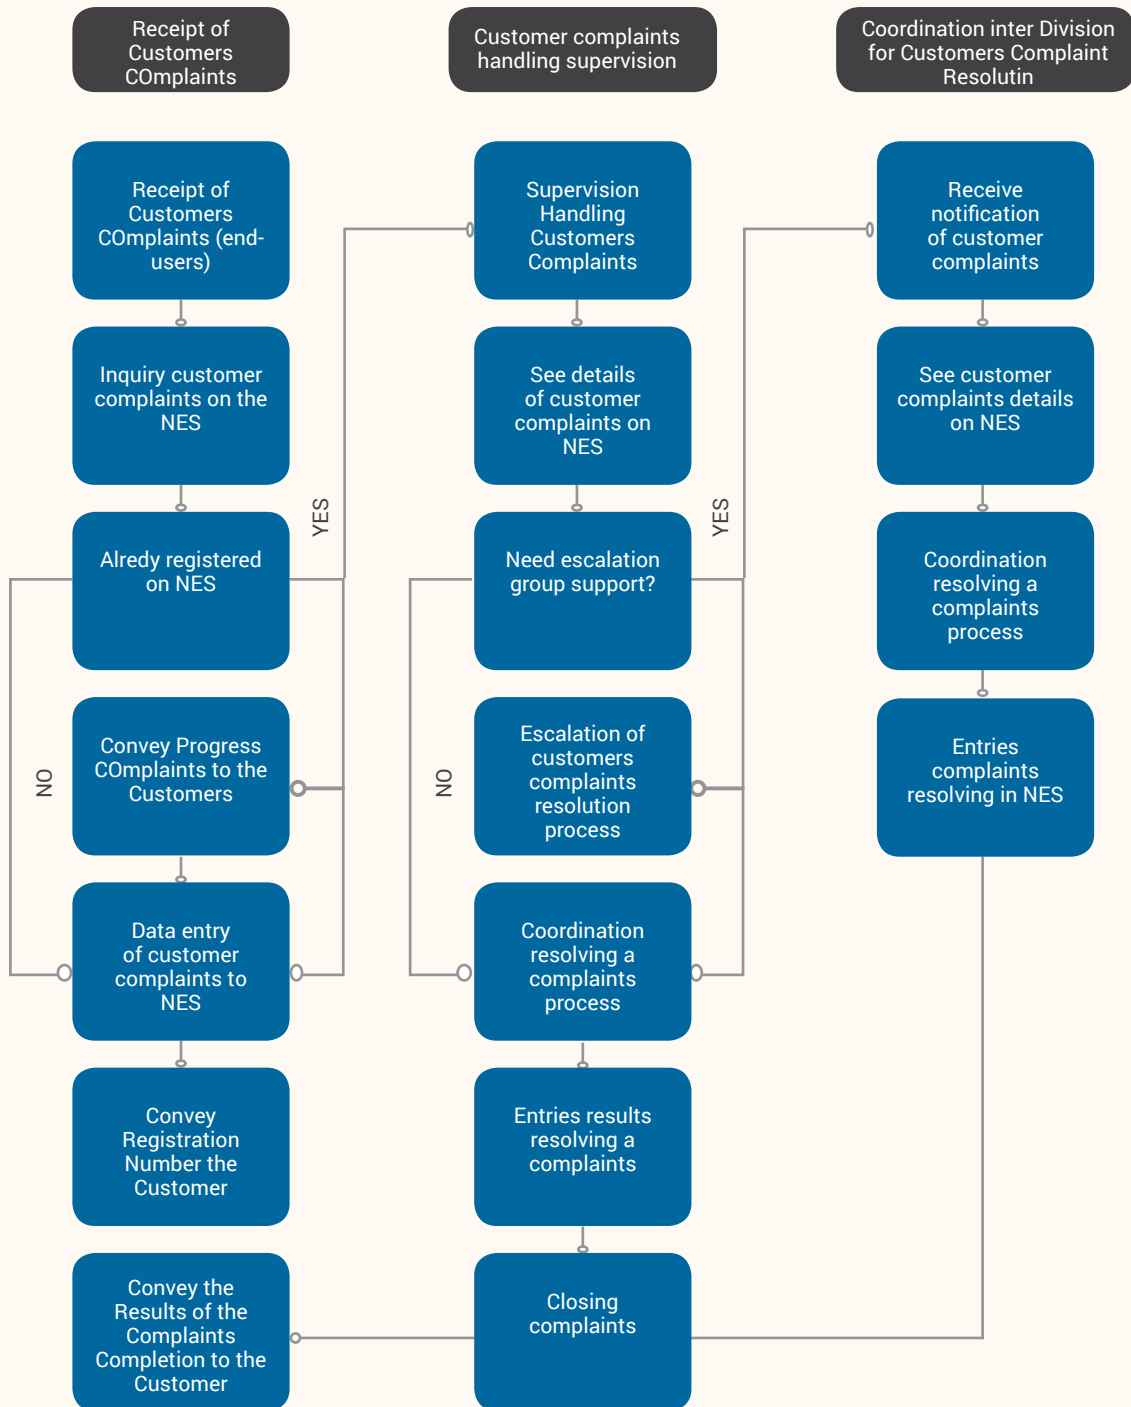 Receipt of
Customers
COmplaints
Customer complaints
handling supervision
Coordination inter Division
for Customers Complaint
Resolutin
Receipt of
Customers
COmplaints (end-
users)
Inquiry customer
complaints on the
NES
Alredy registered
on NES
YES
NO
Convey Progress
COmplaints to the
Customers
Data entry
of customer
complaints to
NES
Convey
Registration
Number the
Customer
Convey the
Results of the
Complaints
Completion to the
Customer
Supervision
Handling
Customers
Complaints
See details
of customer
complaints on
NES
Need escalation
group support?
YES
NO
Escalation of
customers
complaints
resolution
process
Coordination
resolving a
complaints
process
Entries results
resolving a
complaints
Closing
complaints
Receive
notification
of customer
complaints
See customer
complaints details
on NES
Coordination
resolving a
complaints
process
Entries
complaints
resolving in NES